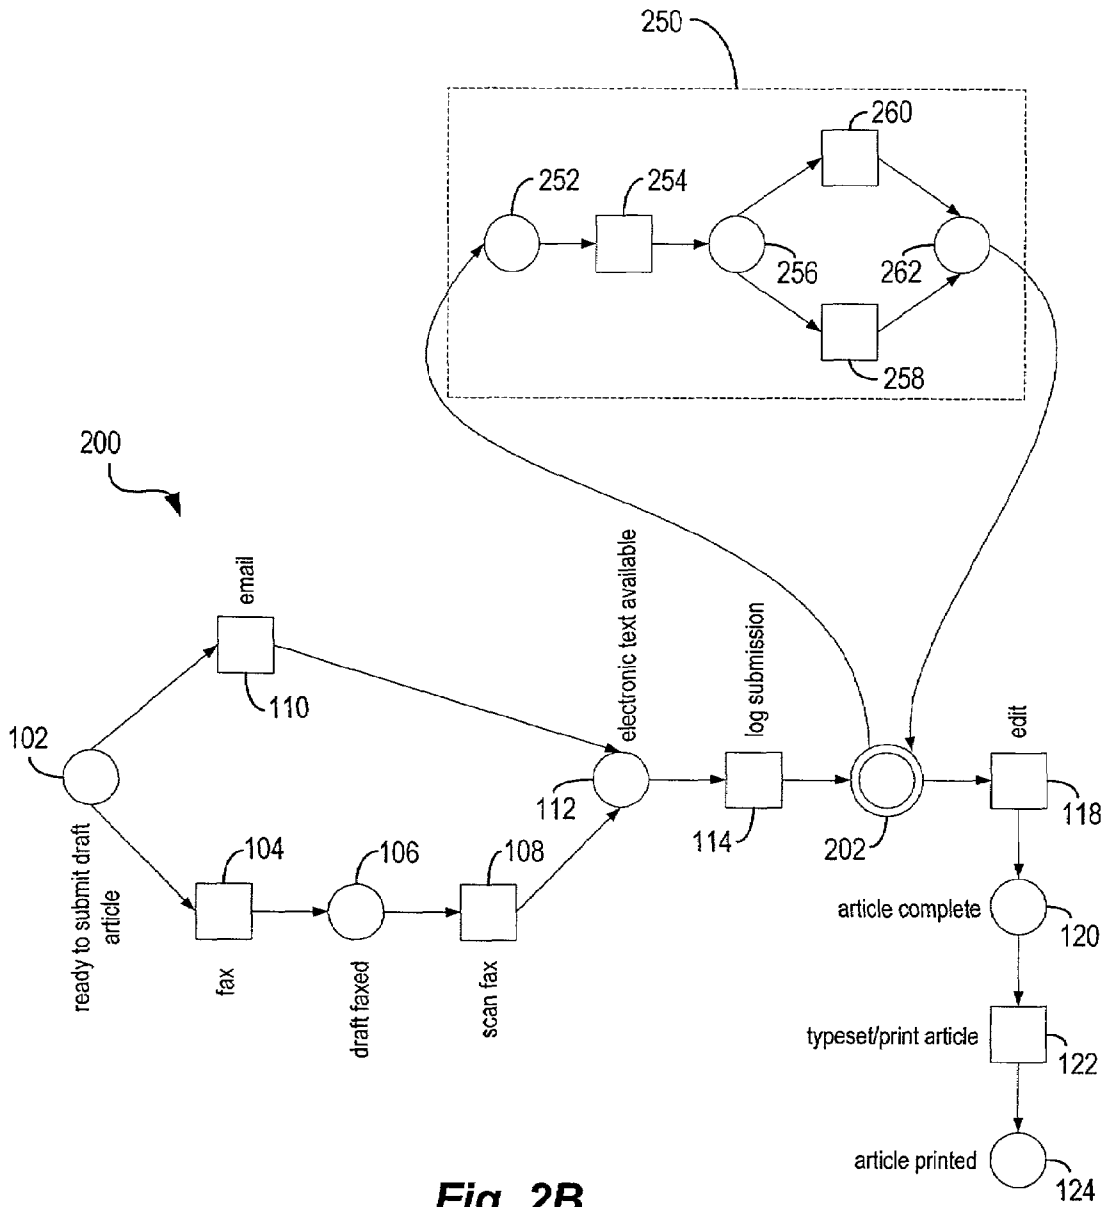 250
260
252
254
256
262
258
200
email
110
electronic text available
log submission
edit
102
112
114
202
118
ready to submit draft
article
104
106
108
fax
draft faxed
scan fax
article complete
120
typeset/print article
122
article printed
124
Fig. 2B